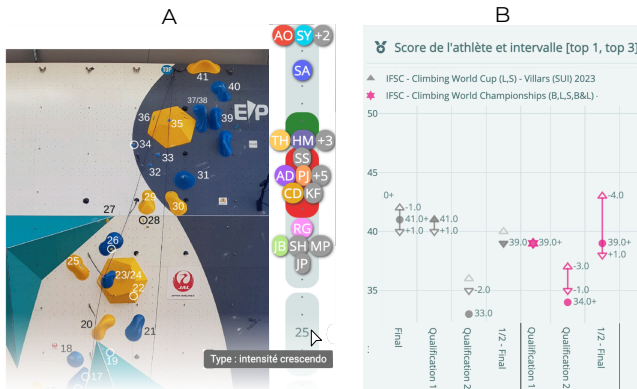 A
B
AO SY +2
SA
TH HM +3
SS
AD PJ +5
CD KF
RG
JB SH MP
JP
25
Type : intensité crescendo
TOP
41
40
37/38
39
36
35
34
33
32
31
30
29
28
27
26
25
23/24
22
21
20
19
18
17
JAL
Score de l'athlète et intervalle [top 1, top 3]
IFSC - Climbing World Cup (L,S) - Villars (SUI) 2023
IFSC - Climbing World Championships (B,L,S,B&L) -
50
45
40
35
0+
-1.0
41.0+
+1.0
41.0
+1.0
-2.0
33.0
39.0
39.0+
-3.0
-1.0
34.0+
-4.0
39.0+
+1.0
Final
Qualification 1
Qualification 2
1/2 - Final
Qualification 1
Qualification 2
1/2 - Final